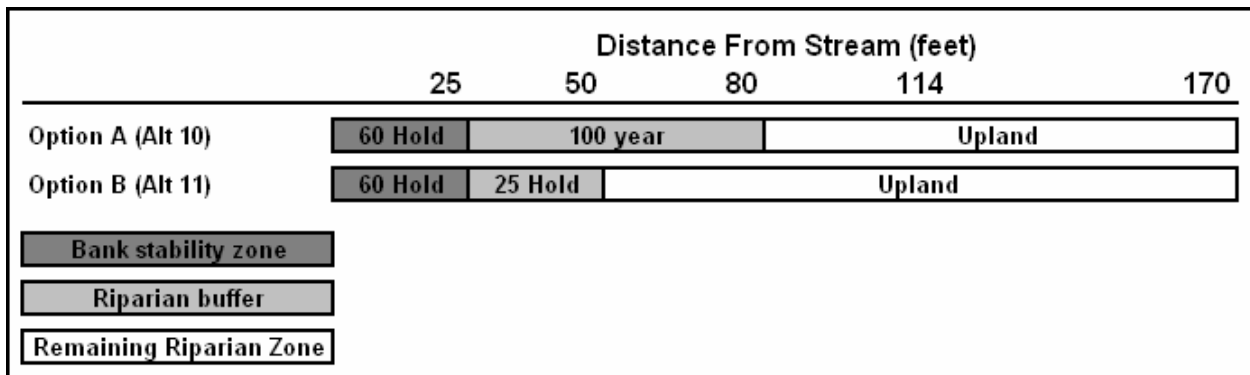 Distance From Stream (feet)
25 50 80 114 170
Option A (Alt 10) 60 Hold 100 year Upland
Option B (Alt 11) 60 Hold 25 Hold Upland
Bank stability zone
Riparian buffer
Remaining Riparian Zone